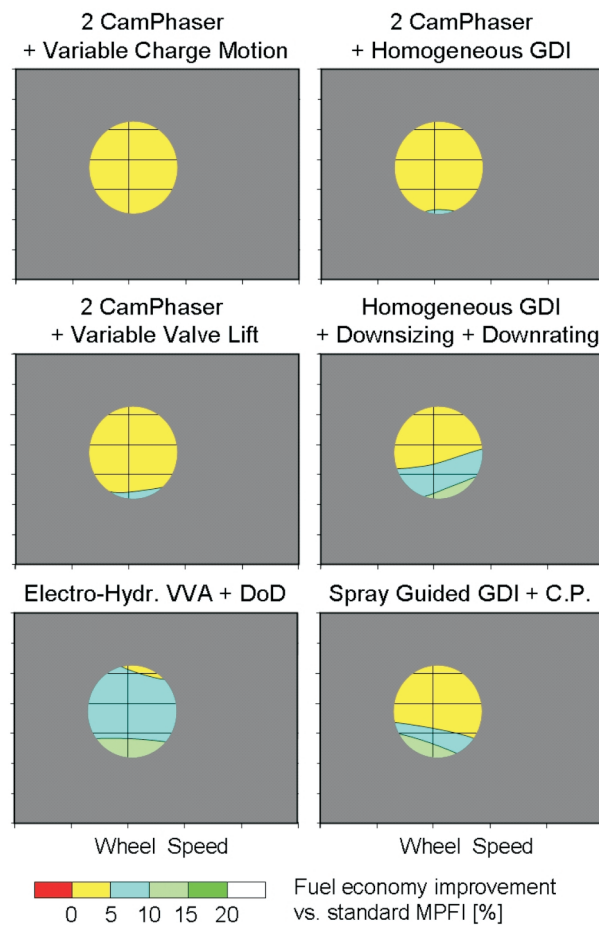 2 CamPhaser
+ Variable Charge Motion
2 CamPhaser
+ Homogeneous GDI
2 CamPhaser
+ Variable Valve Lift
Homogeneous GDI
+ Downsizing + Downrating
Electro-Hydr. VVA + DoD
Spray Guided GDI + C.P.
Wheel Speed
Wheel Speed
0 5 10 15 20
Fuel economy improvement
vs. standard MPFI [%]